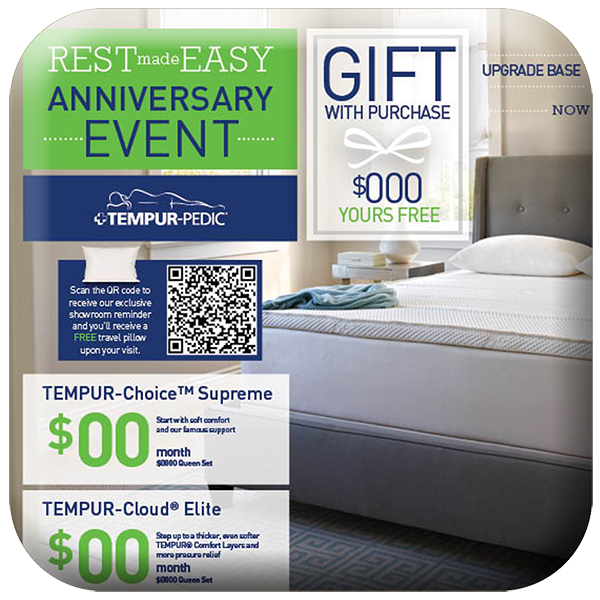 REST made EASY
ANNIVERSARY
EVENT
TEMPUR-PEDIC
GIFT
WITH PURCHASE
$000
YOURS FREE
UPGRADE BASE
NOW
Scan the QR code to
receive our exclusive
showroom reminder
and you'll receive a
FREE travel pillow
upon your visit.
TEMPUR-Choice™ Supreme
$00
Start with soft comfort
and our famous support
month
$0000 Queen Set
TEMPUR-Cloud® Elite
$00
Step up to a thicker, even softer
TEMPUR® Comfort Layers and
more presure relief
month
$0000 Queen Set